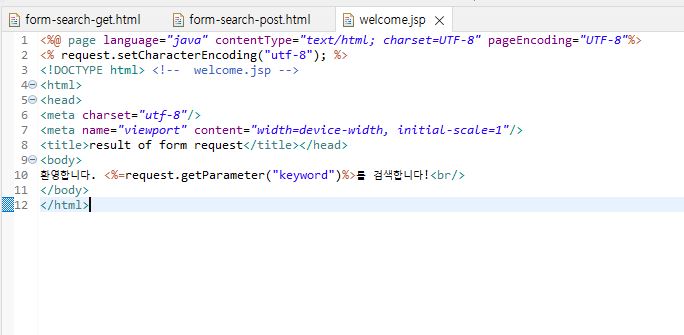 form-search-get.html form-search-post.html welcome.jsp
1 <%@ page language="java" contentType="text/html; charset=UTF-8" pageEncoding="UTF-8"%>
2 <% request.setCharacterEncoding("utf-8"); %>
3 <!DOCTYPE html> <!--  welcome.jsp -->
4 <html>
5 <head>
6 <meta charset="utf-8"/>
7 <meta name="viewport" content="width=device-width, initial-scale=1"/>
8 <title>result of form request</title></head>
9 <body>
10 환영합니다. <%=request.getParameter("keyword")%>를 검색합니다!<br/>
11 </body>
12 </html>